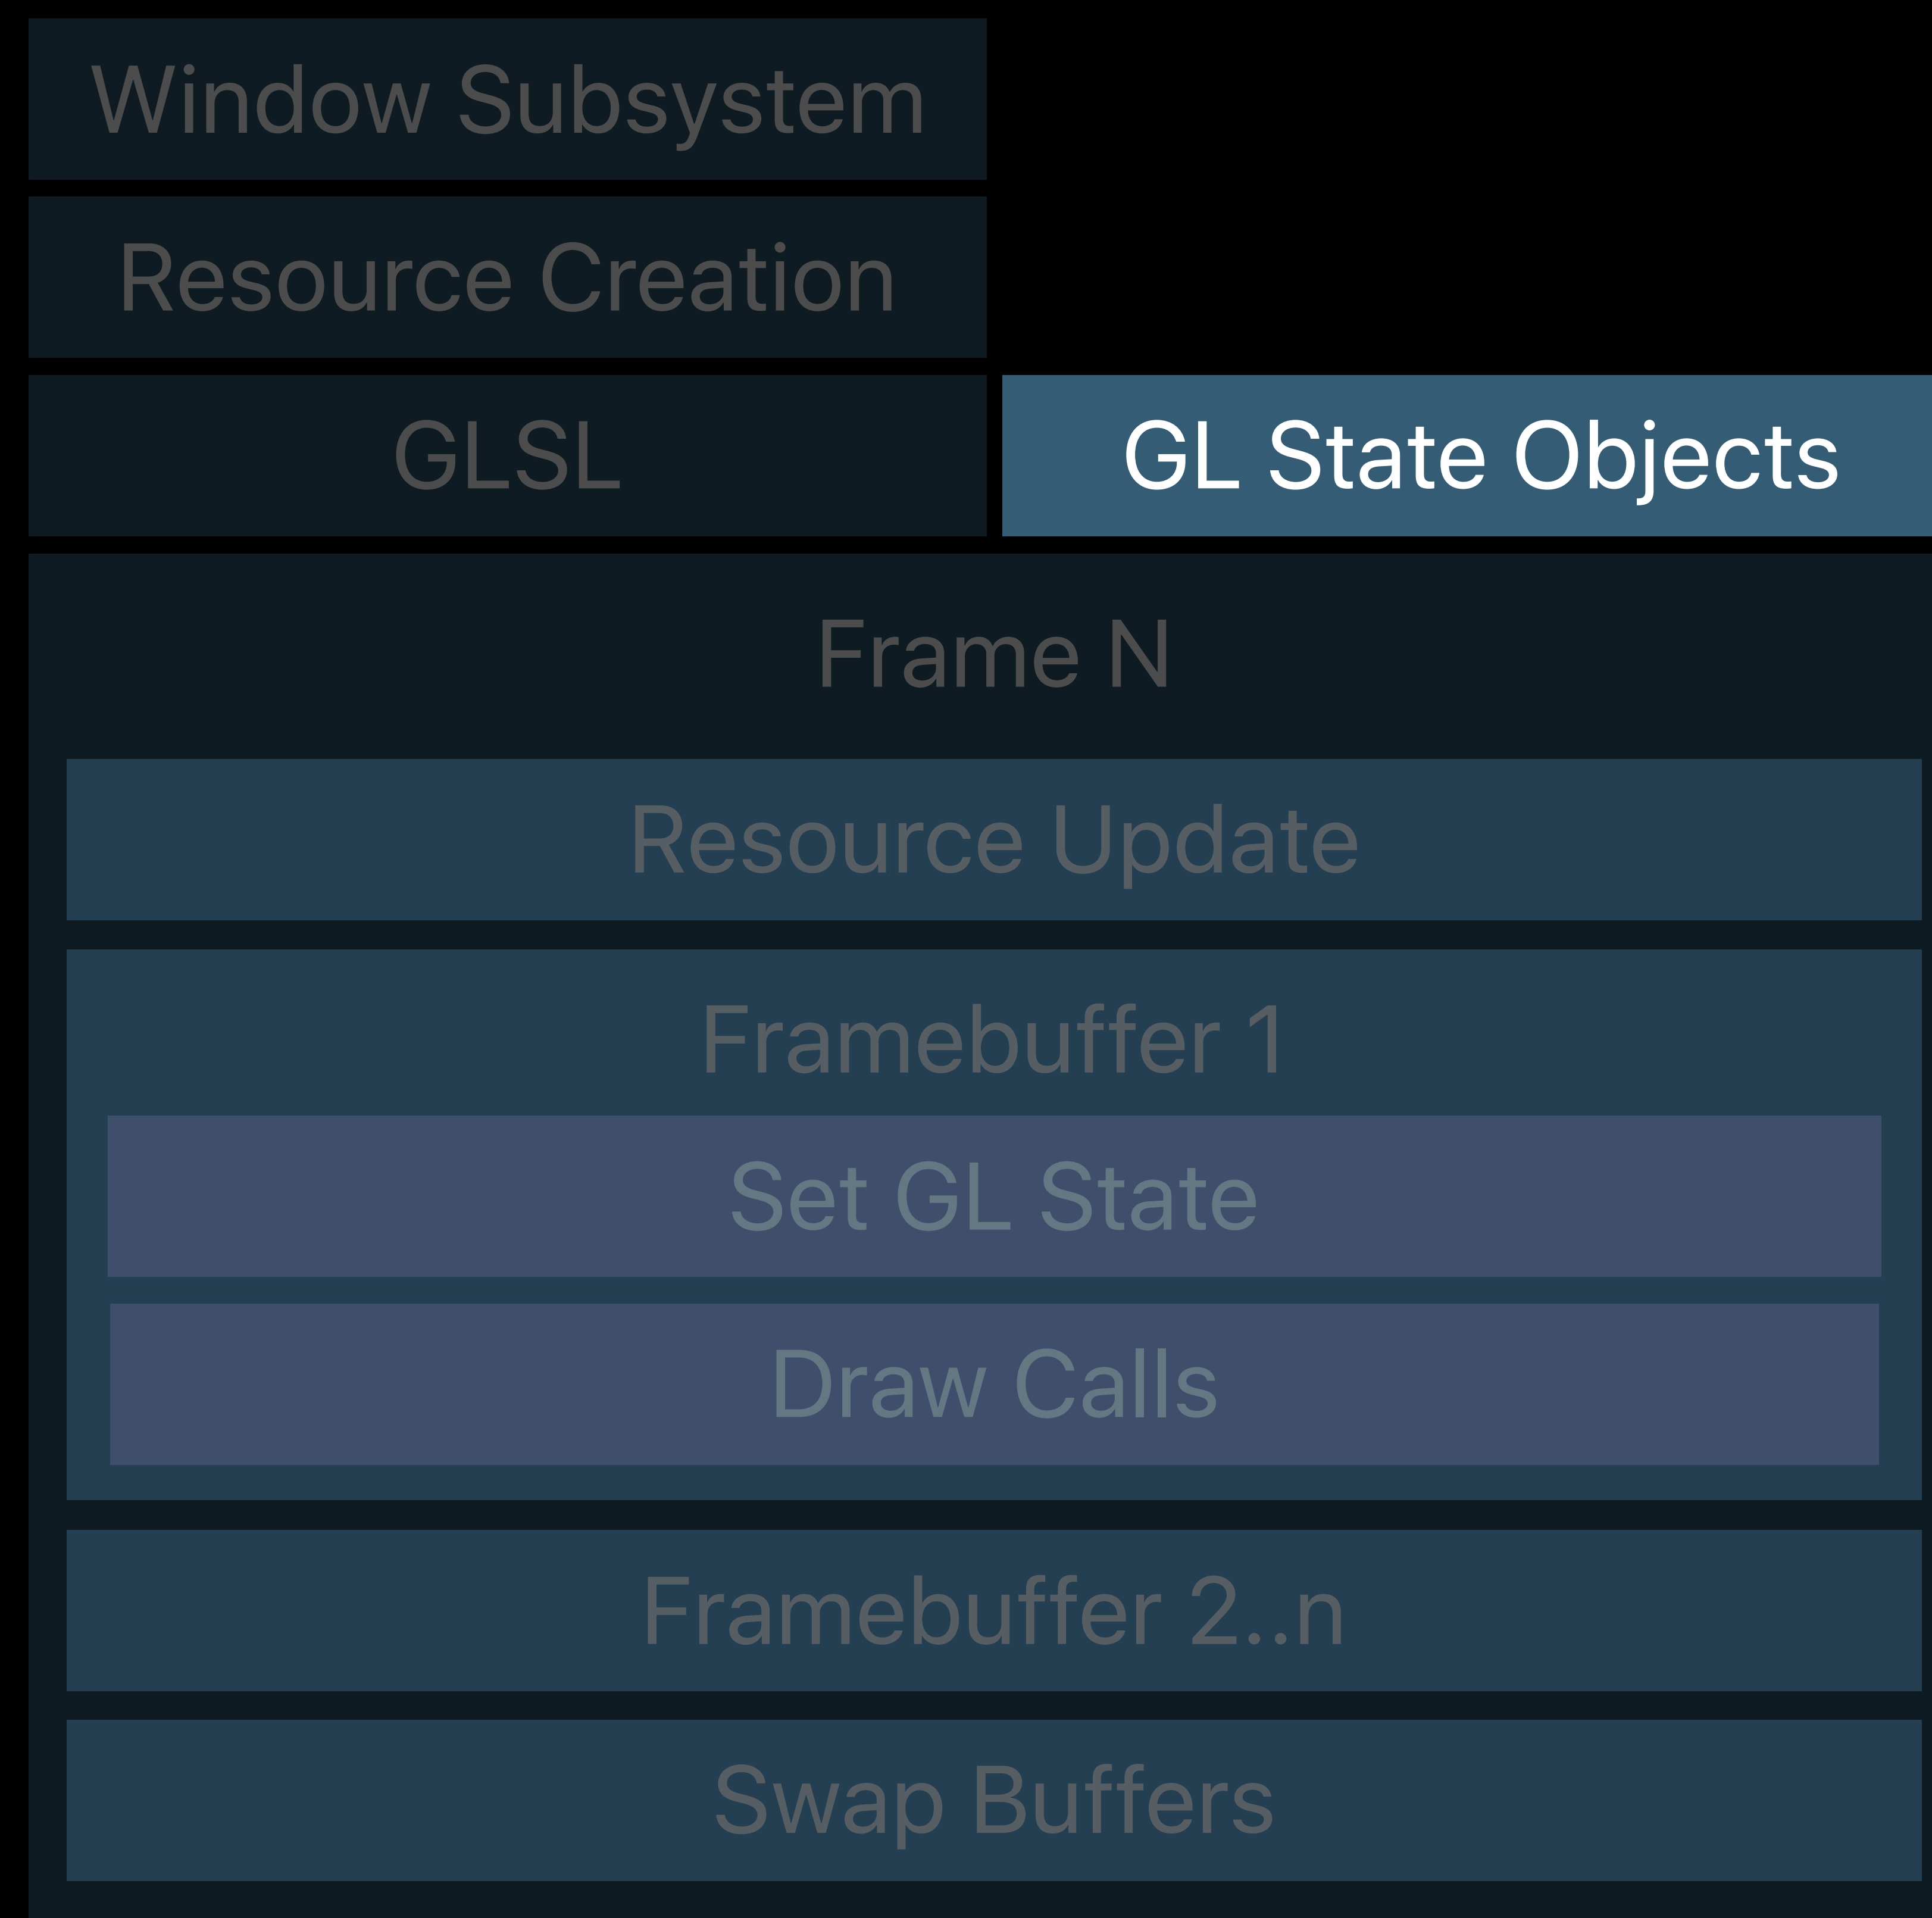 Window Subsystem
Resource Creation
GLSL
GL State Objects
Frame N
Resource Update
Framebuffer 1
Set GL State
Draw Calls
Framebuffer 2..n
Swap Buffers